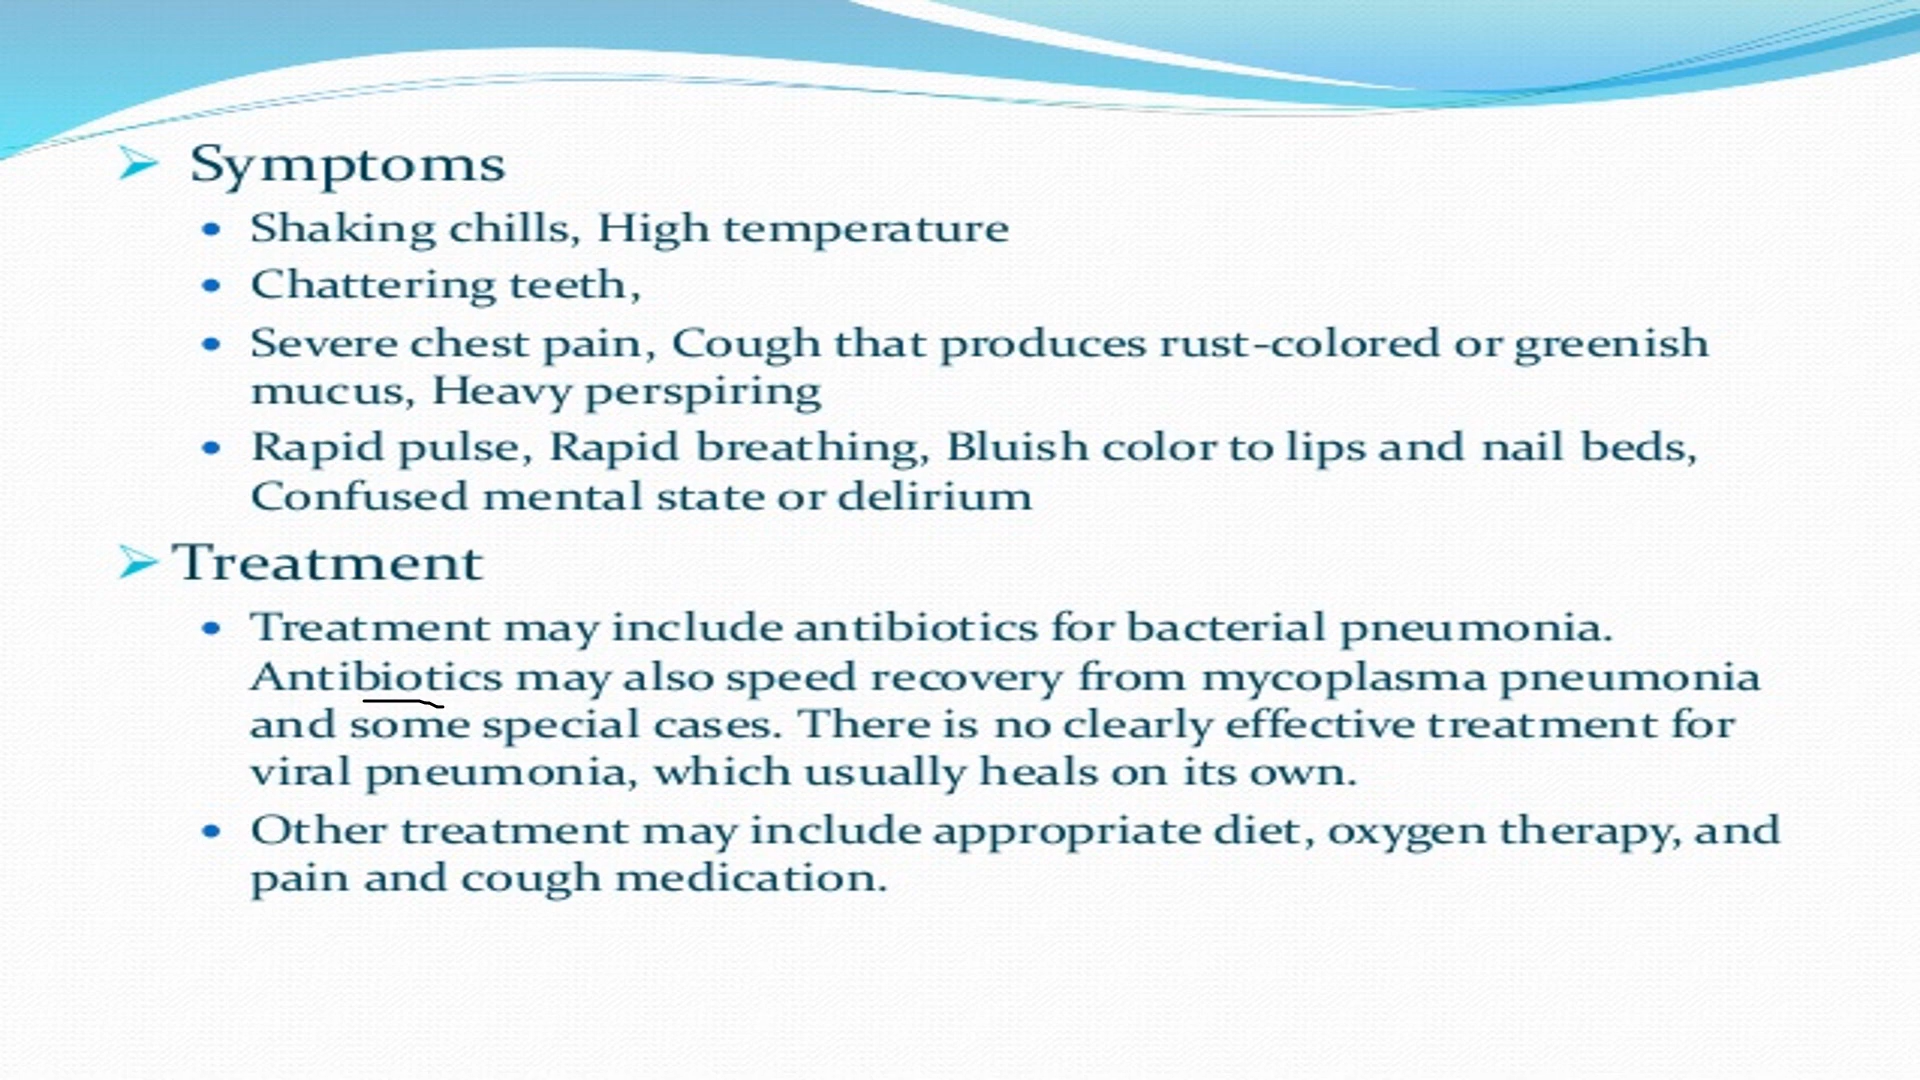 Symptoms
Shaking chills, High temperature
Chattering teeth,
Severe chest pain, Cough that produces rust-colored or greenish
mucus, Heavy perspiring
Rapid pulse, Rapid breathing, Bluish color to lips and nail beds,
Confused mental state or delirium
Treatment
Treatment may include antibiotics for bacterial pneumonia.
Antibiotics may also speed recovery from mycoplasma pneumonia
and some special cases. There is no clearly effective treatment for
viral pneumonia, which usually heals on its own.
Other treatment may include appropriate diet, oxygen therapy, and
pain and cough medication.